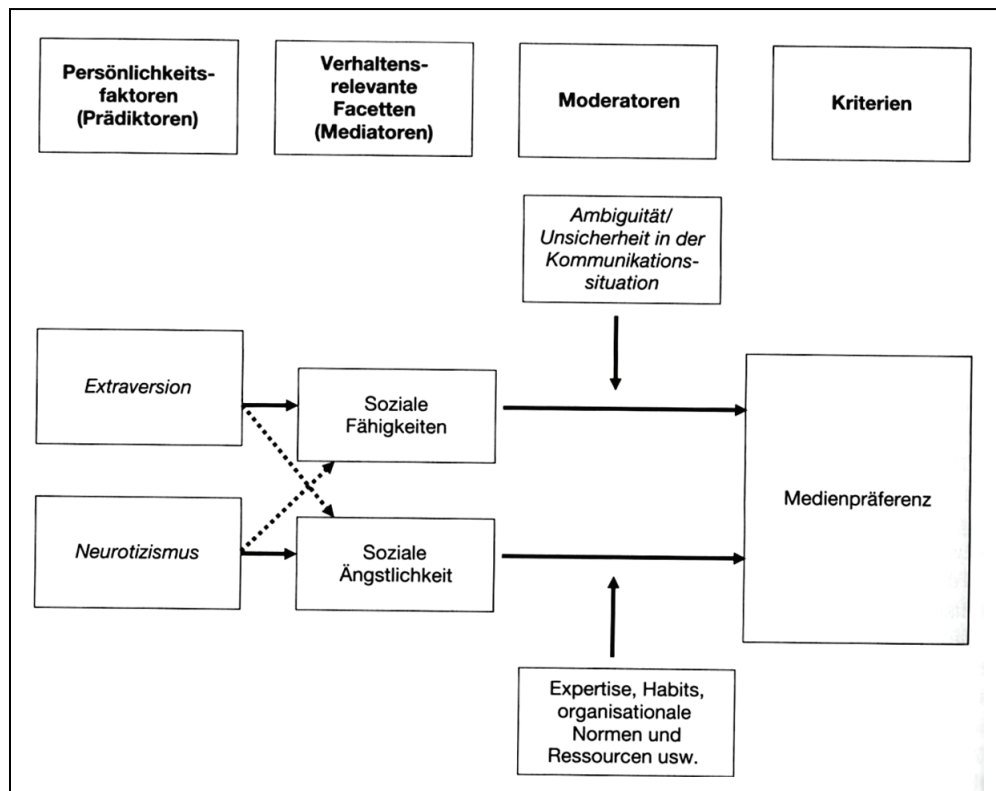 Persönlichkeits-
faktoren
(Prädiktoren)
Verhaltens-
relevante
Facetten
(Mediatoren)
Moderatoren
Kriterien
Ambiguität/
Unsicherheit in der
Kommunikations-
situation
Extraversion
Soziale
Fähigkeiten
Medienpräferenz
Neurotizismus
Soziale
Ängstlichkeit
Expertise, Habits,
organisationale
Normen und
Ressourcen usw.